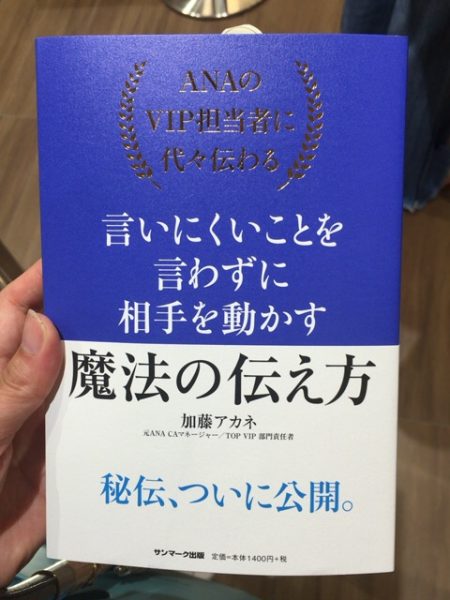 ANAの
VIP担当者に
代々伝わる
言いにくいことを
言わずに
相手を動かす
魔法の伝え方
加藤アカネ
元ANA CAマネージャー／TOP VIP 部門責任者
秘伝、ついに公開。
サンマーク出版 定価=本体1400円+税